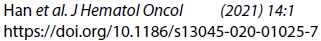 Han et al. J Hematol Oncol (2021) 14:1
https://doi.org/10.1186/s13045-020-01025-7